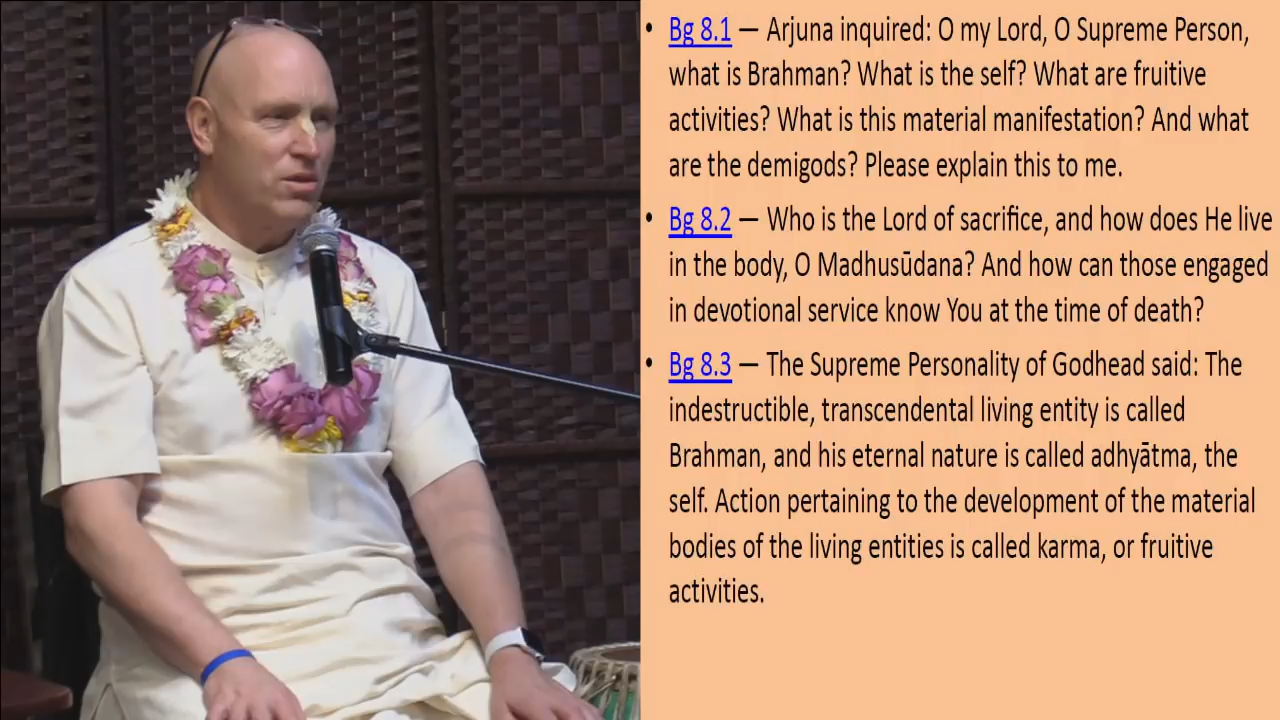 • Bg 8.1 — Arjuna inquired: O my Lord, O Supreme Person,
what is Brahman? What is the self? What are fruitive
activities? What is this material manifestation? And what
are the demigods? Please explain this to me.
• Bg 8.2 — Who is the Lord of sacrifice, and how does He live
in the body, O Madhusūdana? And how can those engaged
in devotional service know You at the time of death?
• Bg 8.3 — The Supreme Personality of Godhead said: The
indestructible, transcendental living entity is called
Brahman, and his eternal nature is called adhyātma, the
self. Action pertaining to the development of the material
bodies of the living entities is called karma, or fruitive
activities.